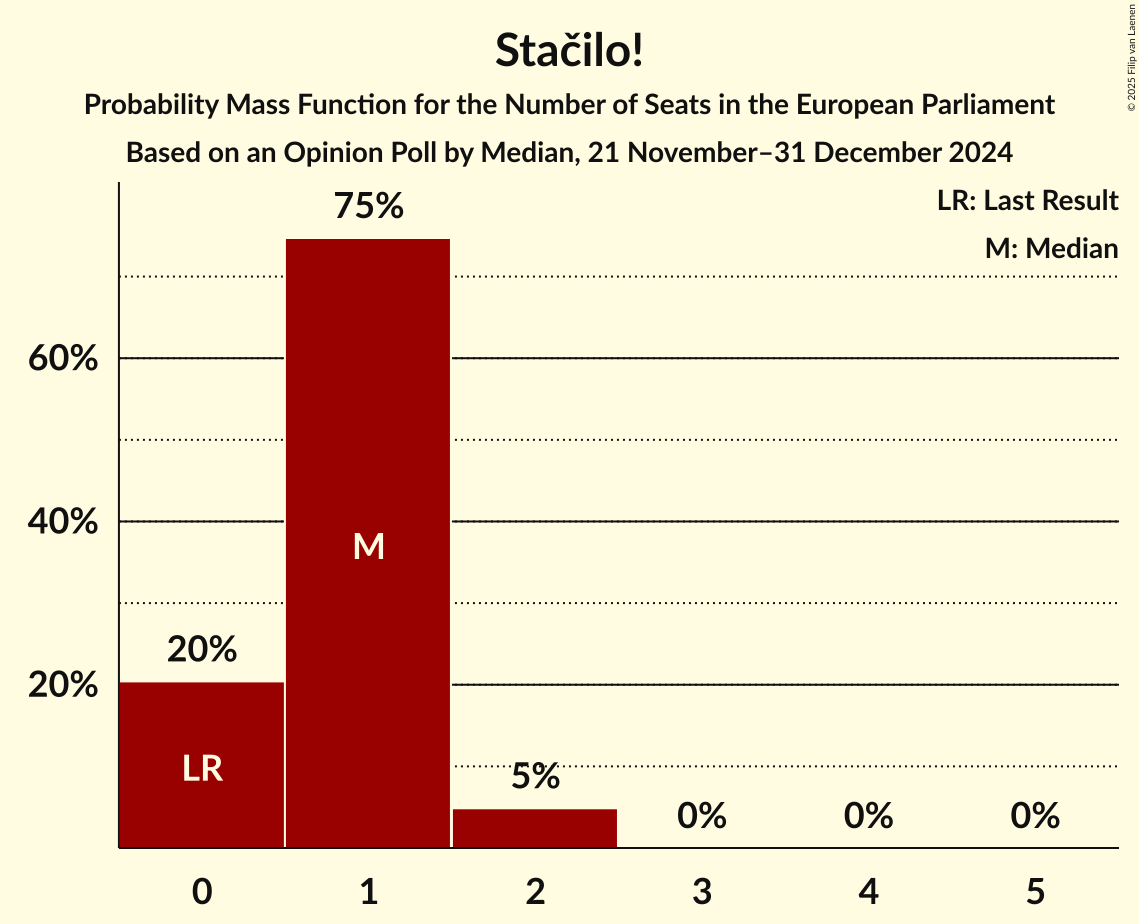 Stačilo!
Probability Mass Function for the Number of Seats in the European Parliament
Based on an Opinion Poll by Median, 21 November–31 December 2024
© 2025 Filip van Laenen
LR: Last Result
M: Median
75%
60%
40%
M
20%
20%
LR
5%
0%
0%
0%
0 1 2 3 4 5